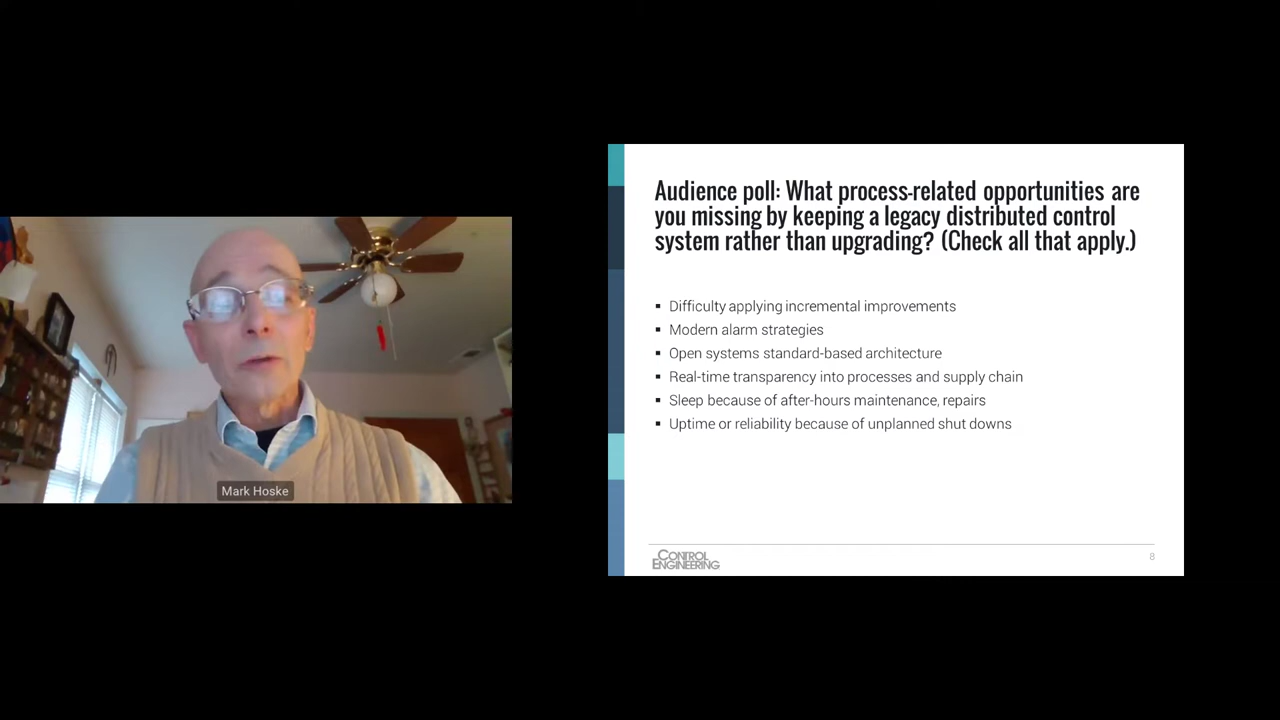 Mark Hoske
Audience poll: What process-related opportunities are
you missing by keeping a legacy distributed control
system rather than upgrading? (Check all that apply.)
▪ Difficulty applying incremental improvements
▪ Modern alarm strategies
▪ Open systems standard-based architecture
▪ Real-time transparency into processes and supply chain
▪ Sleep because of after-hours maintenance, repairs
▪ Uptime or reliability because of unplanned shut downs
CONTROL
ENGINEERING
8